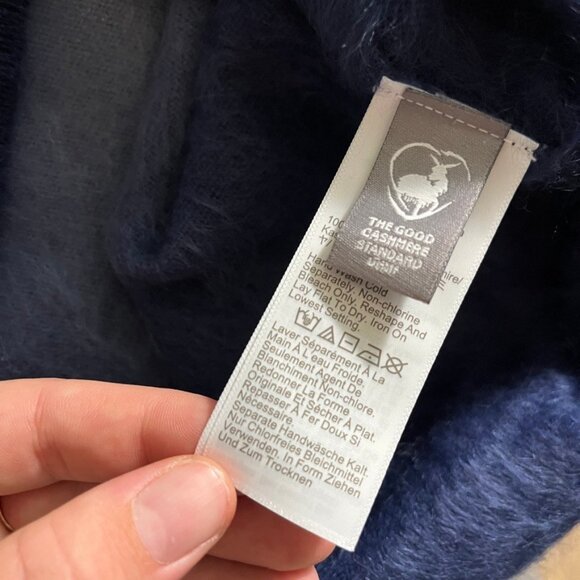 THE GOOD
CASHMERE
STANDARD
Hand Wash Cold
Separately, Non-chlorine
Bleach Only. Reshape And
Lay Flat To Dry. Iron On
Lowest Setting.
Laver Séparément À La
Main À L'eau Froide.
Seulement Agent De
Blanchiment Non-chlore.
Redonner La Forme
Originale Et Sécher À Plat.
Repasser À Fer Doux Si
Nécessaire.
Separate Handwäsche Kalt.
Nur Chlorfreies Bleichmittel
Verwenden. In Form Ziehen
Und Zum Trocknen